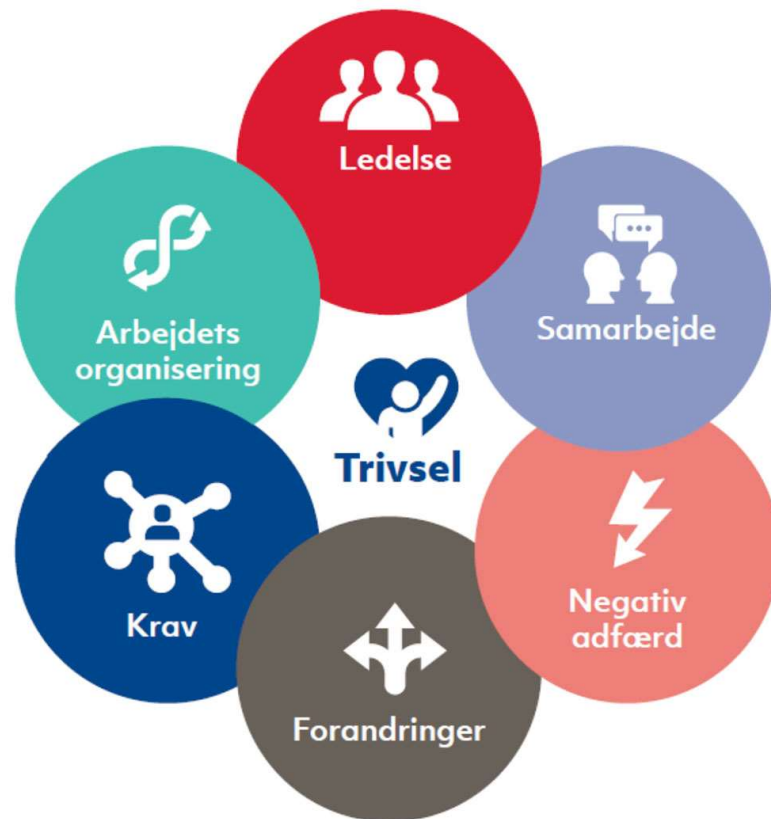 Ledelse
Samarbejde
Negativ
adfærd
Forandringer
Krav
Arbejdets
organisering
Trivsel